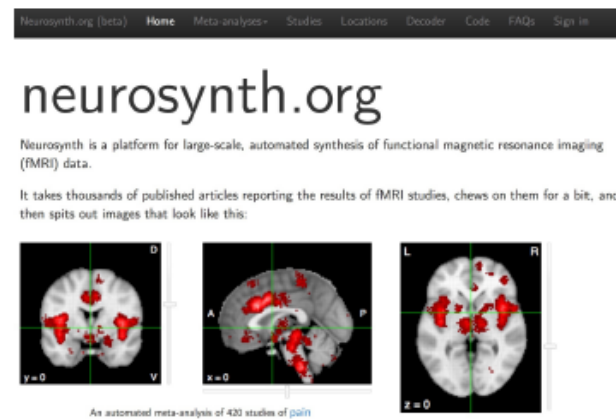 Neurosynth.org (beta) Home Meta-analyses Studies Locations Decoder Code FAQs Sign in
neurosynth.org
Neurosynth is a platform for large-scale, automated synthesis of functional magnetic resonance imaging
(fMRI) data.
It takes thousands of published articles reporting the results of fMRI studies, chews on them for a bit, and
then spits out images that look like this:
D
y=0
V
A
P
x=0
L
R
z=0
An automated meta-analysis of 420 studies of pain